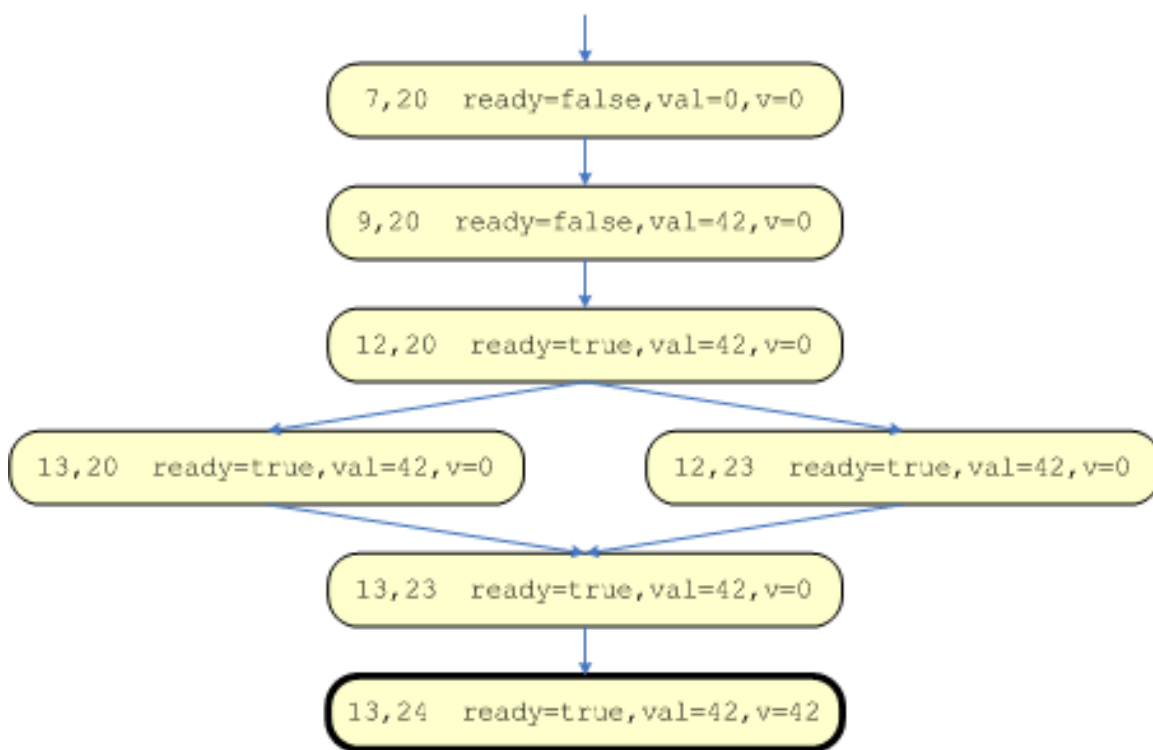 7,20 ready=false,val=0,v=0
9,20 ready=false,val=42,v=0
12,20 ready=true,val=42,v=0
13,20 ready=true,val=42,v=0
12,23 ready=true,val=42,v=0
13,23 ready=true,val=42,v=0
13,24 ready=true,val=42,v=42